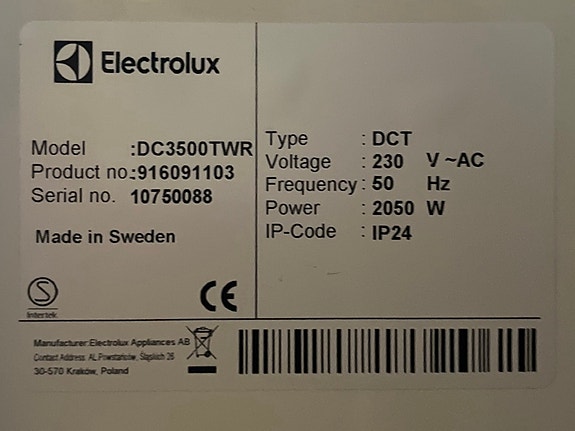 Electrolux
Model :DC3500TWR
Product no.:916091103
Serial no. 10750088
Made in Sweden
Type : DCT
Voltage : 230 V ~AC
Frequency : 50 Hz
Power : 2050 W
IP-Code : IP24
S
Intertek
CE
Manufacturer:Electrolux Appliances AB
Contact Address: AL.Powstańców, Śląskich 26
30-570 Kraków, Poland